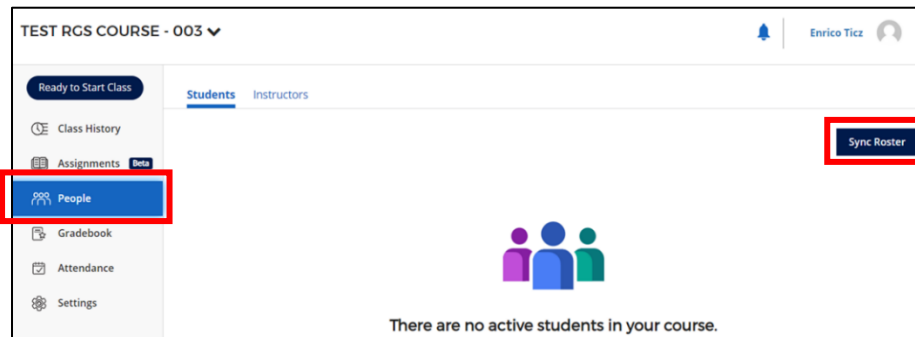 TEST RGS COURSE - 003
Enrico Ticz
Ready to Start Class
Students Instructors
Class History
Sync Roster
Assignments Beta
People
Gradebook
Attendance
Settings
There are no active students in your course.